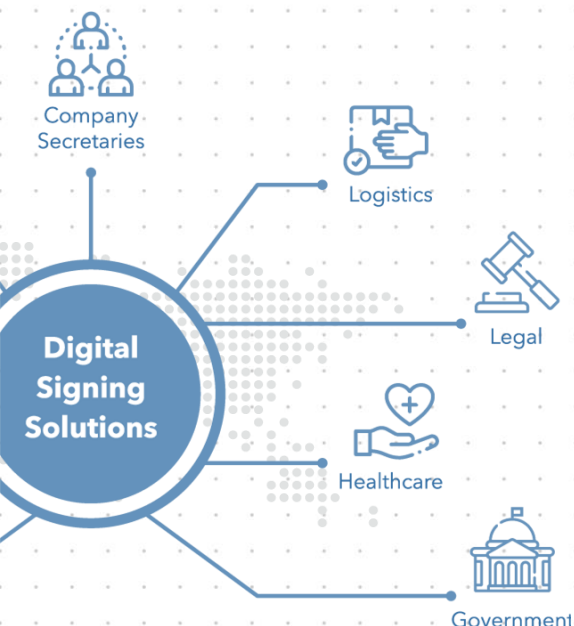 Company
Secretaries
Logistics
Legal
Digital
Signing
Solutions
Healthcare
Government